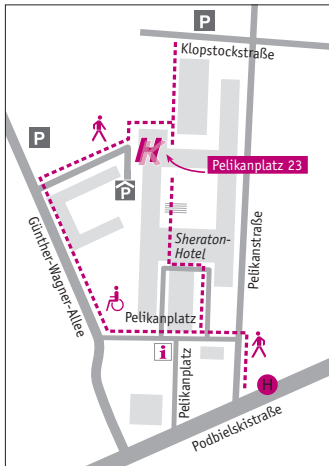 P
Klopstockstraße
P
H
Pelikanplatz 23
P
Günther-Wagner-Allee
Sheraton-
Hotel
Pelikanstraße
Pelikanplatz
i
Pelikanplatz
H
Podbielskistraße